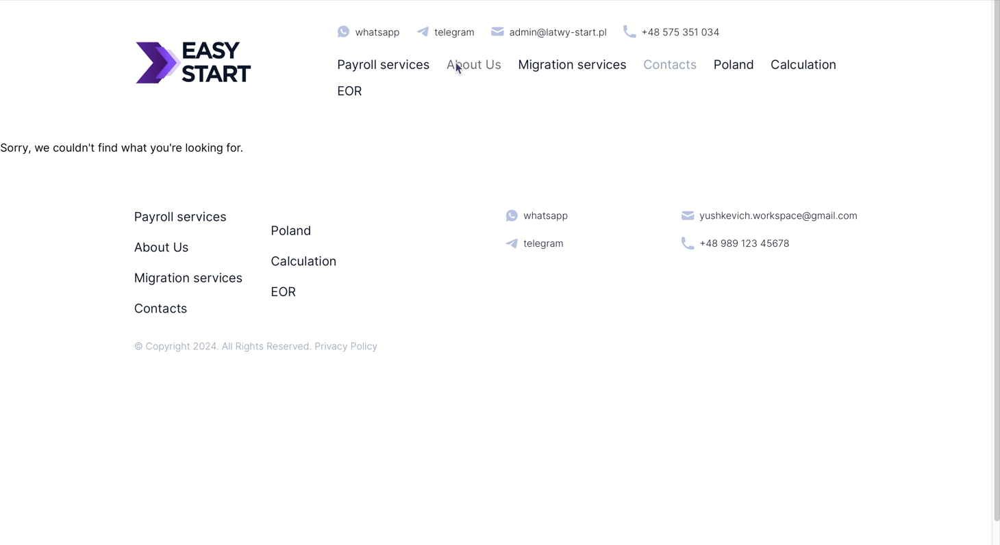 whatsapp telegram admin@latwy-start.pl +48 575 351 034
EASY
START
Payroll services About Us Migration services Contacts Poland Calculation
EOR
Sorry, we couldn't find what you're looking for.
Payroll services
About Us
Migration services
Contacts
Poland
Calculation
EOR
whatsapp
telegram
yushkevich.workspace@gmail.com
+48 989 123 45678
© Copyright 2024. All Rights Reserved. Privacy Policy